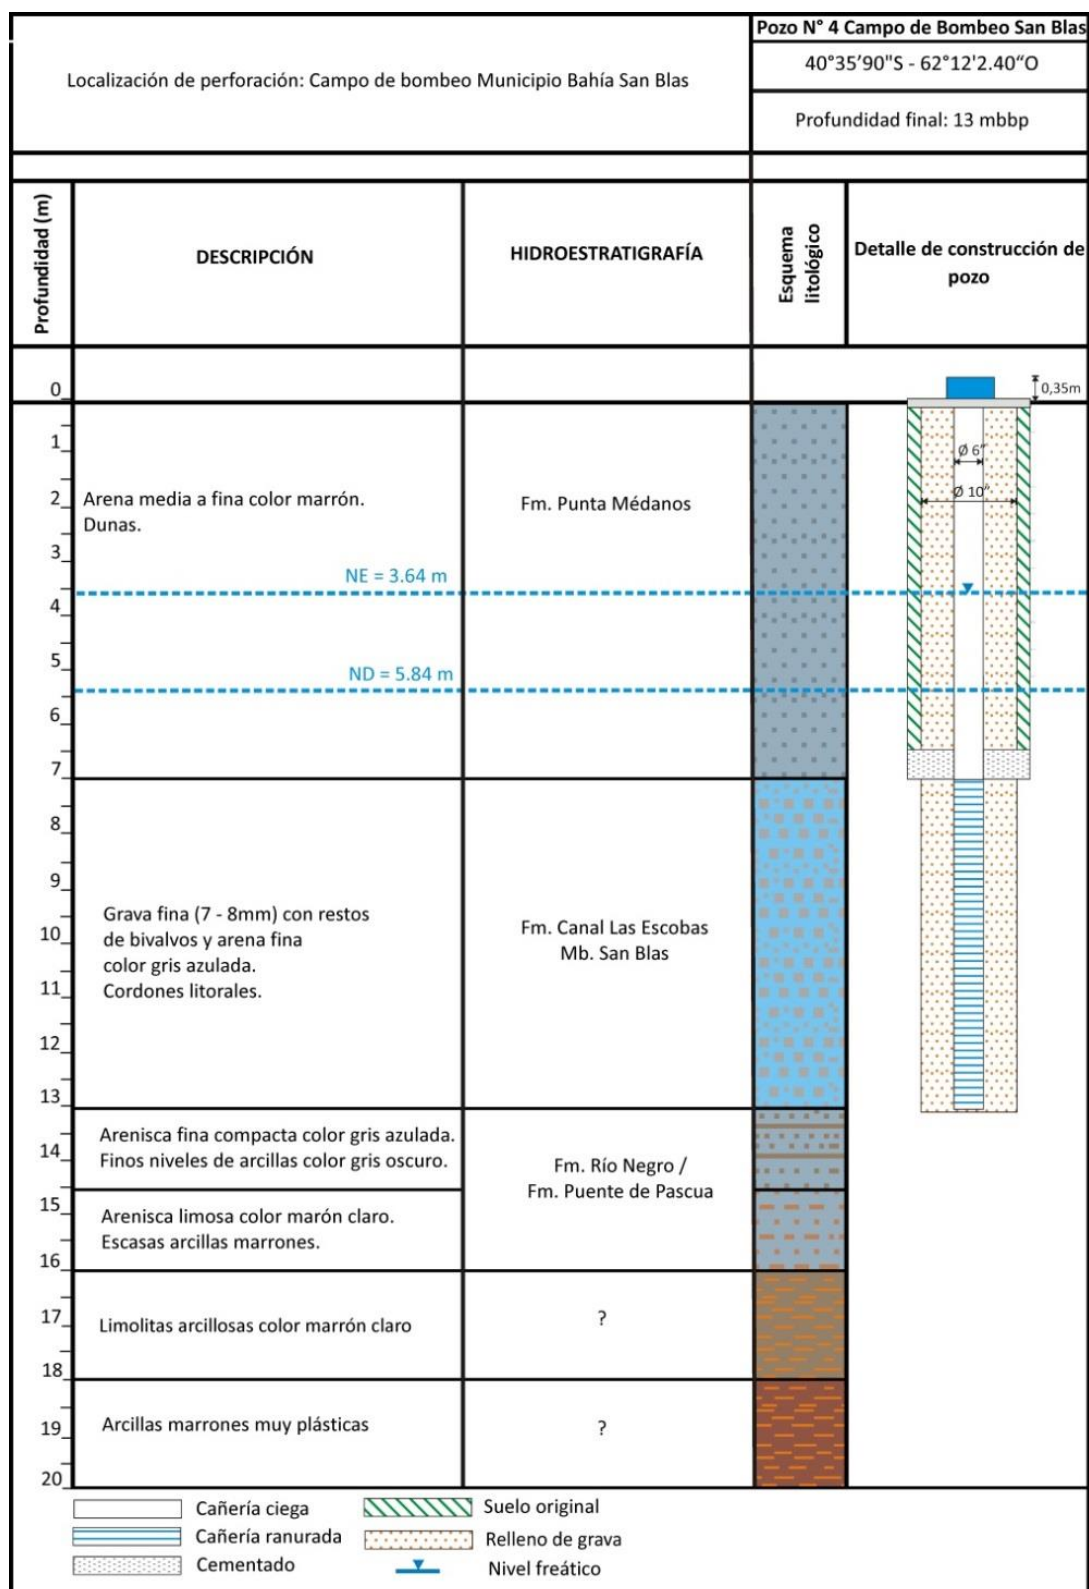 Pozo N° 4 Campo de Bombeo San Blas
Localización de perforación: Campo de bombeo Municipio Bahía San Blas
40°35’90"S - 62°12'2.40“O
Profundidad final: 13 mbbp
Profundidad (m)
DESCRIPCIÓN
HIDROESTRATIGRAFÍA
Esquema
litológico
Detalle de construcción de
pozo
0
0,35m
1
Ø 6”
2
Ø 10”
Arena media a fina color marrón.
Dunas.
Fm. Punta Médanos
3
NE = 3.64 m
4
5
ND = 5.84 m
6
7
8
9
Grava fina (7 - 8mm) con restos
de bivalvos y arena fina
color gris azulada.
Cordones litorales.
Fm. Canal Las Escobas
Mb. San Blas
10
11
12
13
Arenisca fina compacta color gris azulada.
Finos niveles de arcillas color gris oscuro.
14
Fm. Río Negro /
Fm. Puente de Pascua
15
Arenisca limosa color marón claro.
Escasas arcillas marrones.
16
17
Limolitas arcillosas color marrón claro
?
18
Arcillas marrones muy plásticas
?
19
20
Cañería ciega
Suelo original
Cañería ranurada
Relleno de grava
Cementado
Nivel freático